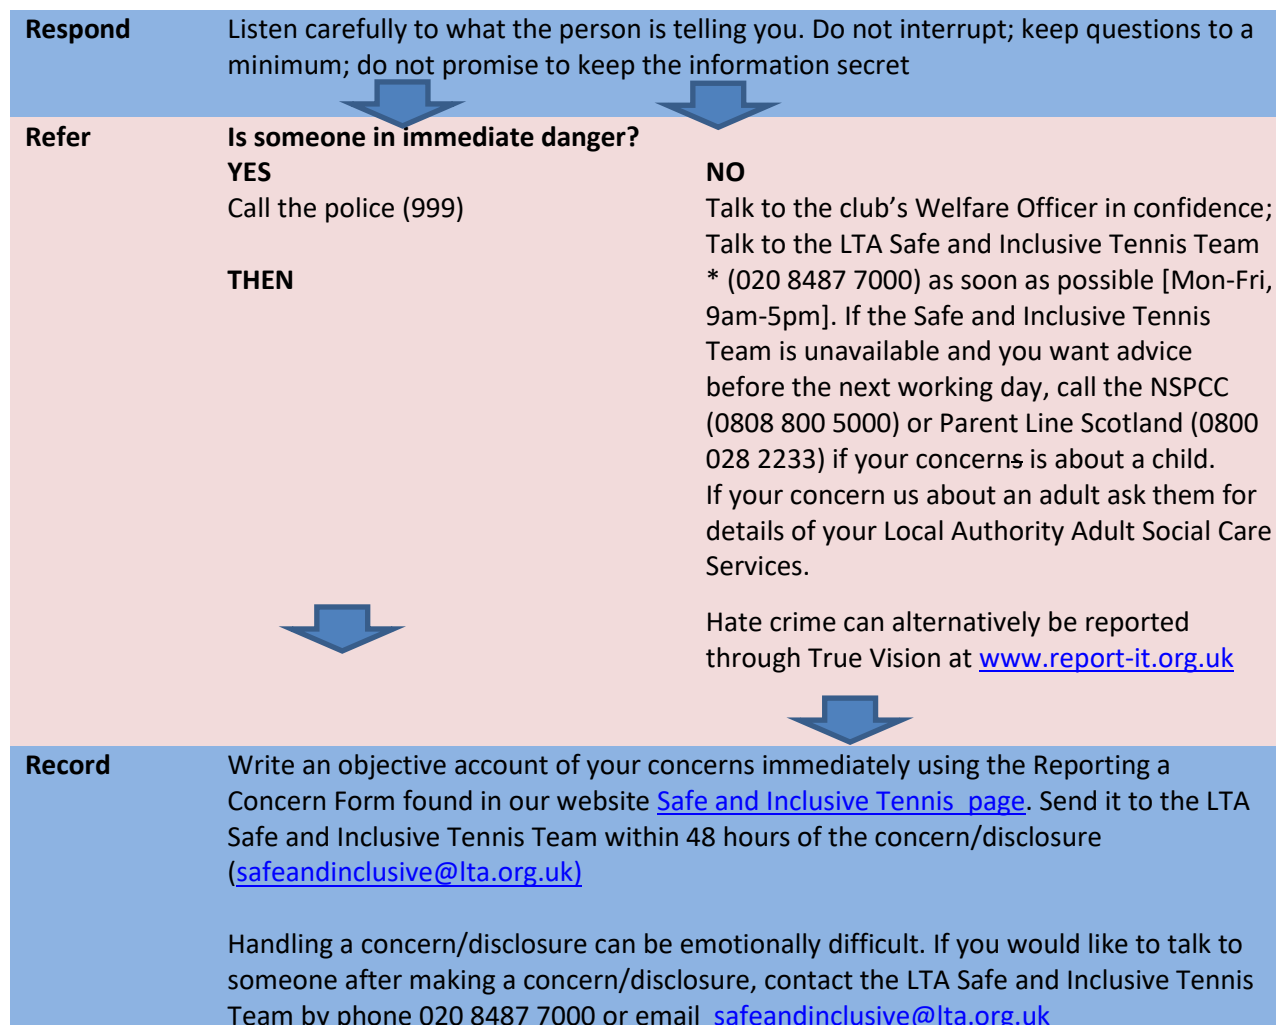 Respond
Listen carefully to what the person is telling you. Do not interrupt; keep questions to a
minimum; do not promise to keep the information secret
Refer
Is someone in immediate danger?
YES
Call the police (999)
THEN
NO
Talk to the club’s Welfare Officer in confidence;
Talk to the LTA Safe and Inclusive Tennis Team
* (020 8487 7000) as soon as possible [Mon-Fri,
9am-5pm]. If the Safe and Inclusive Tennis
Team is unavailable and you want advice
before the next working day, call the NSPCC
(0808 800 5000) or Parent Line Scotland (0800
028 2233) if your concerns is about a child.
If your concern us about an adult ask them for
details of your Local Authority Adult Social Care
Services.
Hate crime can alternatively be reported
through True Vision at www.report-it.org.uk
Record
Write an objective account of your concerns immediately using the Reporting a
Concern Form found in our website Safe and Inclusive Tennis  page. Send it to the LTA
Safe and Inclusive Tennis Team within 48 hours of the concern/disclosure
(safeandinclusive@lta.org.uk)
Handling a concern/disclosure can be emotionally difficult. If you would like to talk to
someone after making a concern/disclosure, contact the LTA Safe and Inclusive Tennis
Team by phone 020 8487 7000 or email  safeandinclusive@lta.org.uk